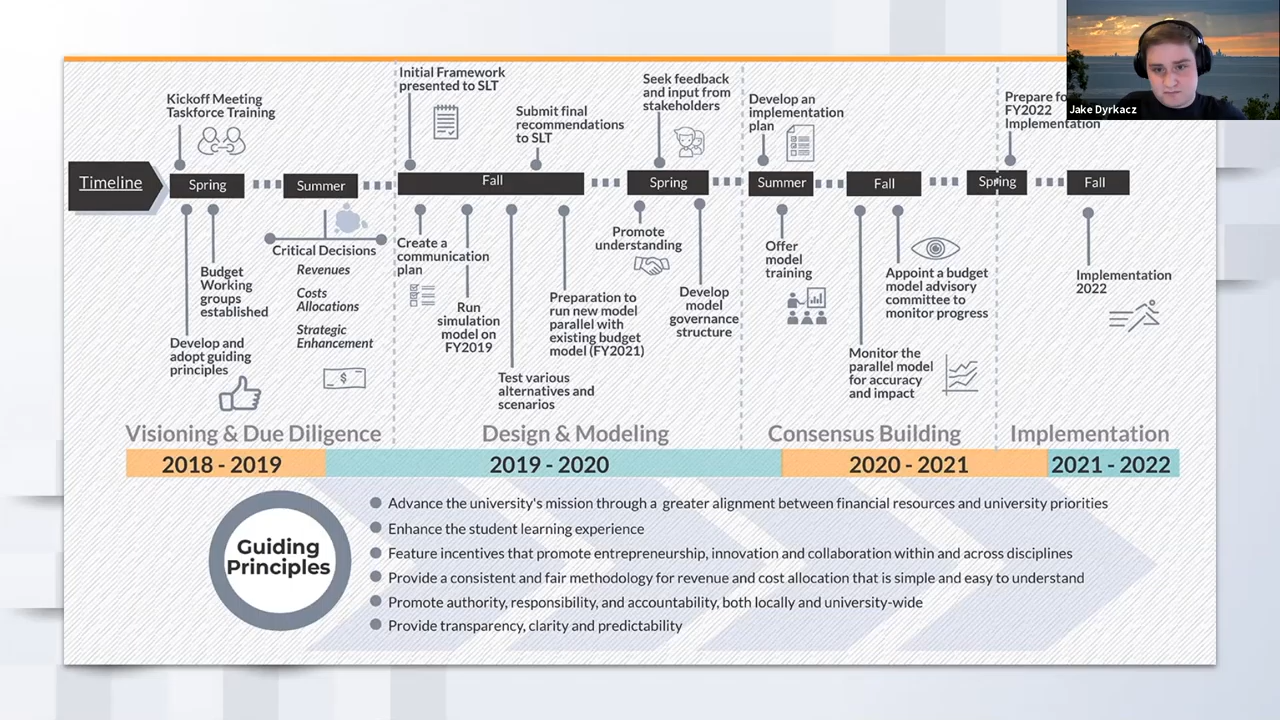 Jake Dyrkacz
Timeline
Kickoff Meeting
Taskforce Training
Initial Framework
presented to SLT
Submit final
recommendations
to SLT
Seek feedback
and input from
stakeholders
Develop an
implementation
plan
Prepare
FY2022
Implementation
Spring
Summer
Fall
Spring
Summer
Fall
Spring
Fall
Develop and
adopt guiding
principles
Budget
Working
groups
established
Critical Decisions
Revenues
Costs
Allocations
Strategic
Enhancement
Create a
communication
plan
Run
simulation
model on
FY2019
Test various
alternatives and
scenarios
Preparation to
run new model
parallel with
existing budget
model (FY2021)
Promote
understanding
Develop
model
governance
structure
Offer
model
training
Monitor the
parallel model
for accuracy
and impact
Appoint a budget
model advisory
committee to
monitor progress
Implementation
2022
Visioning & Due Diligence
Design & Modeling
Consensus Building
Implementation
2018 - 2019
2019 - 2020
2020 - 2021
2021 - 2022
Guiding
Principles
Advance the university's mission through a greater alignment between financial resources and university priorities
Enhance the student learning experience
Feature incentives that promote entrepreneurship, innovation and collaboration within and across disciplines
Provide a consistent and fair methodology for revenue and cost allocation that is simple and easy to understand
Promote authority, responsibility, and accountability, both locally and university-wide
Provide transparency, clarity and predictability